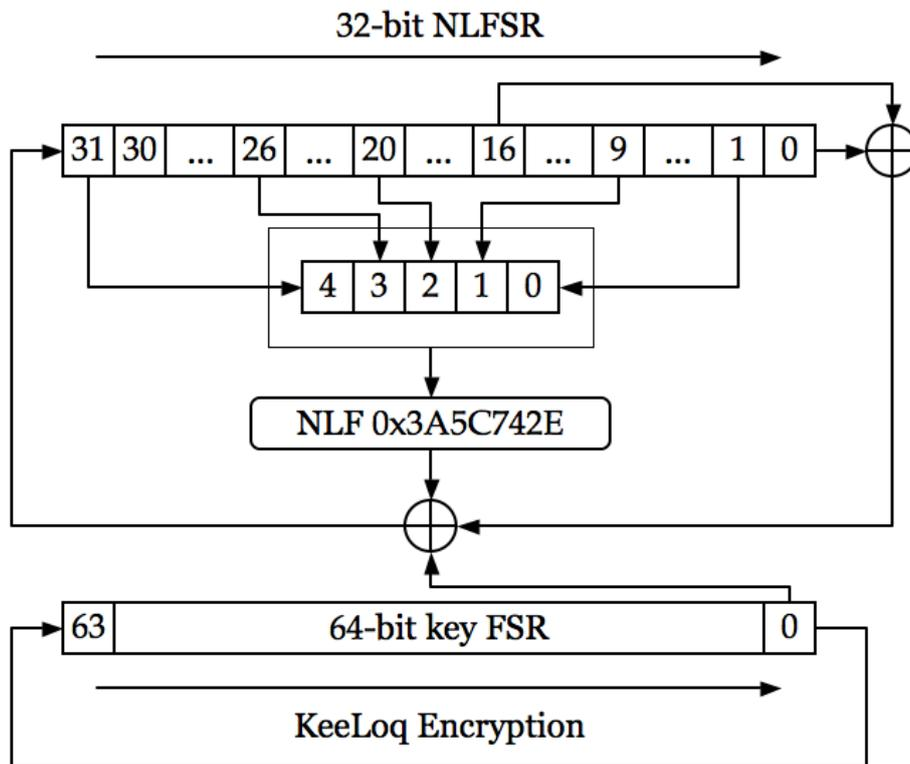 32-bit NLFSR
31 30 ... 26 ... 20 ... 16 ... 9 ... 1 0
4 3 2 1 0
NLF 0x3A5C742E
63 64-bit key FSR 0
KeeLoq Encryption